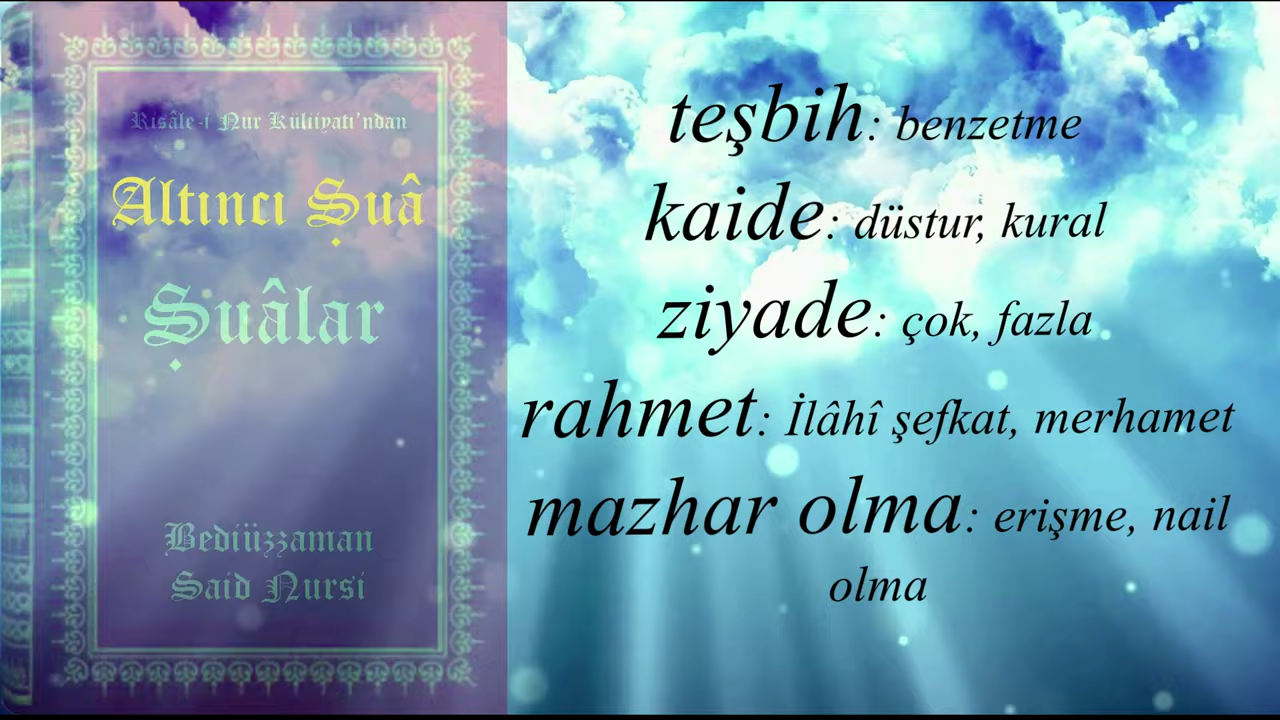 Risâle-i Nur Külliyatı'ndan
Altıncı Şuâ
Şuâlar
Bediüzzaman
Said Nursi
teşbih: benzetme
kaide: düstur, kural
ziyade: çok, fazla
rahmet: İlâhî şefkat, merhamet
mazhar olma: erişme, nail
olma